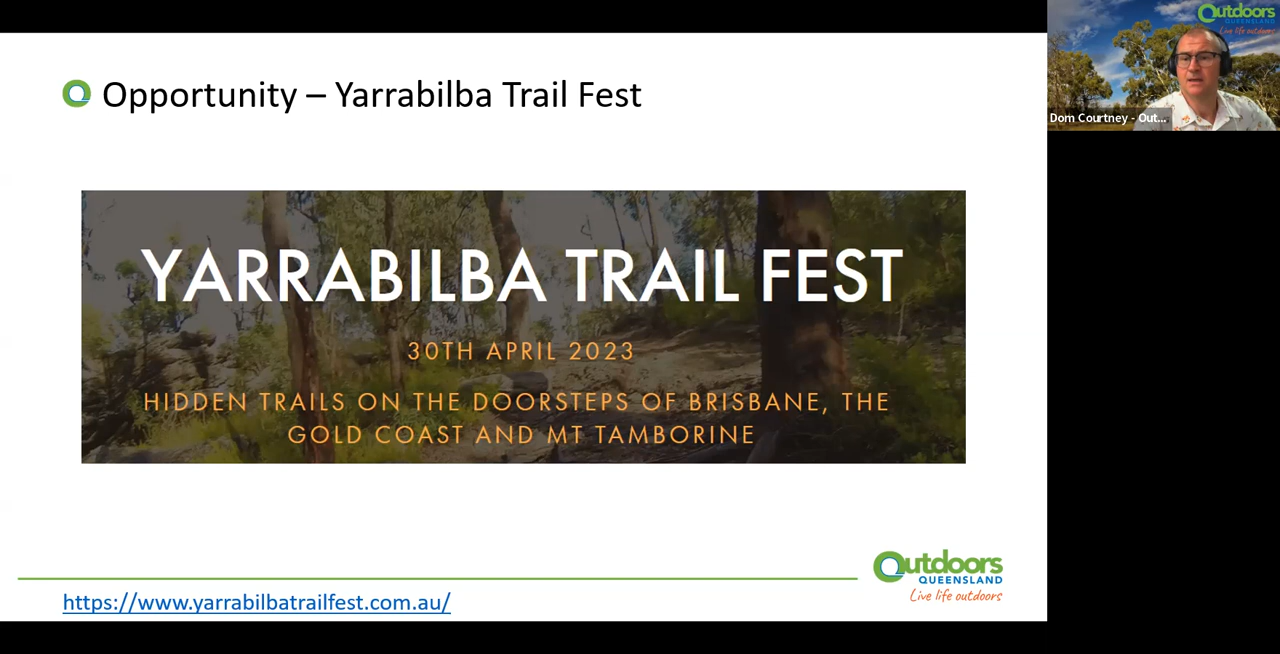 Opportunity – Yarrabilba Trail Fest
YARRABILBA TRAIL FEST
30TH APRIL 2023
HIDDEN TRAILS ON THE DOORSTEPS OF BRISBANE, THE
GOLD COAST AND MT TAMBORINE
Outdoors
QUEENSLAND
Live life outdoors
https://www.yarrabilbatrailfest.com.au/
Outdoors
QUEENSLAND
Live life outdoors
Dom Courtney - Out...